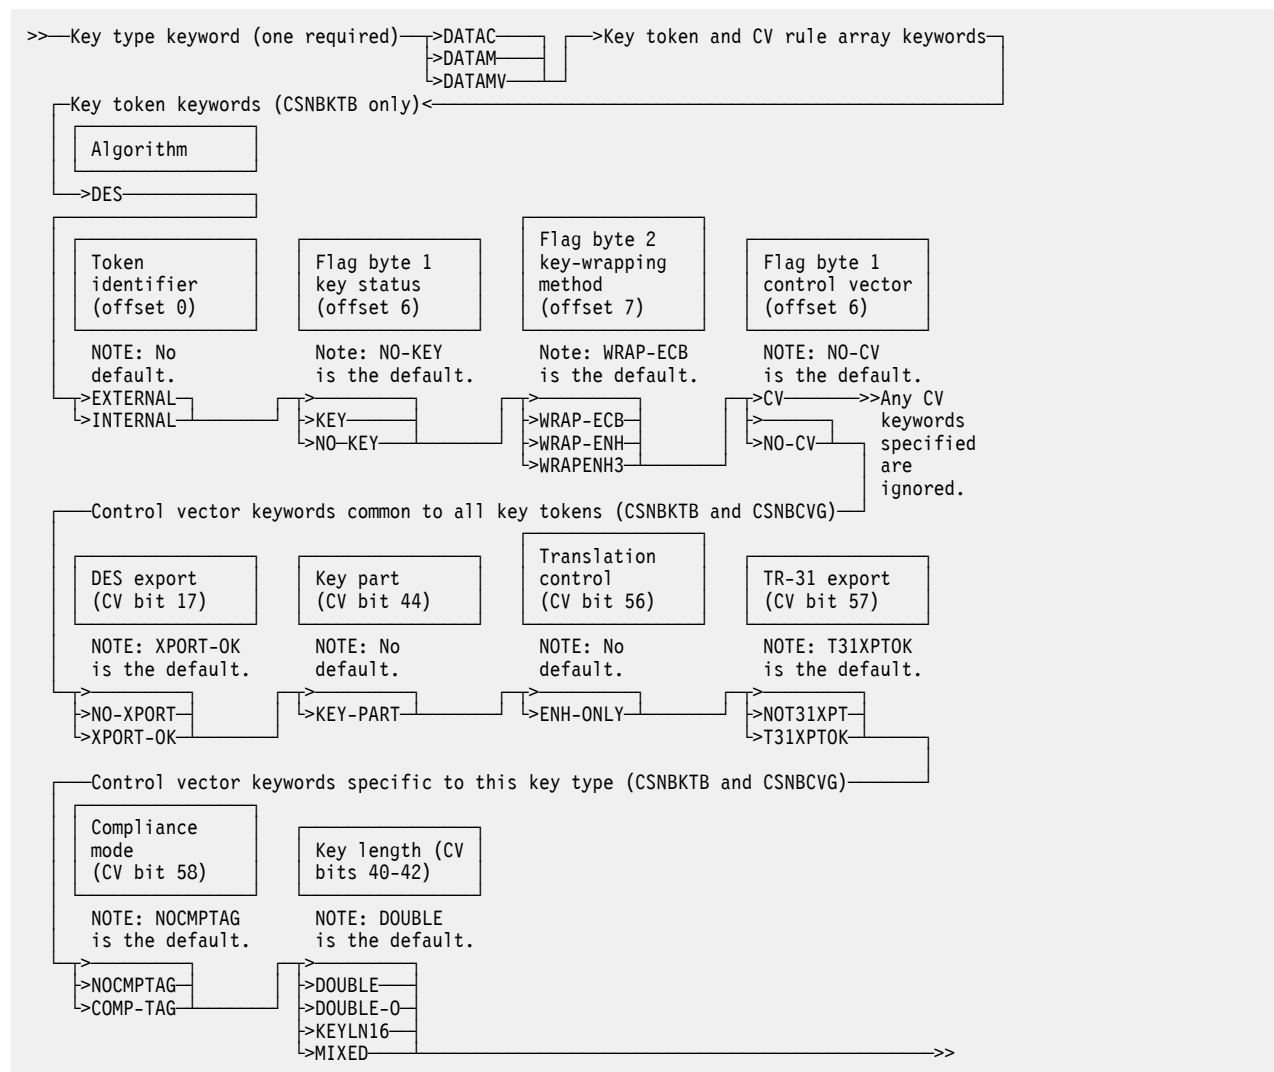 >>—Key type keyword (one required)—>DATAC— —>Key token and CV rule array keywords—
>DATAM—
>DATAMV—
—Key token keywords (CSNBKTB only)<—
Algorithm
—>DES—
Flag byte 2
Token Flag byte 1 key-wrapping Flag byte 1
identifier key status method control vector
(offset 0) (offset 6) (offset 7) (offset 6)
NOTE: No Note: NO-KEY Note: WRAP-ECB NOTE: NO-CV
default. is the default. is the default. is the default.
>EXTERNAL— >— >— >CV—>>Any CV
>INTERNAL— >KEY— >WRAP-ECB— >— keywords
>NO-KEY— >WRAP-ENH— >NO-CV— specified
>WRAPENH3— are
ignored.
—Control vector keywords common to all key tokens (CSNBKTB and CSNBCVG)—
Translation
DES export Key part control TR-31 export
(CV bit 17) (CV bit 44) (CV bit 56) (CV bit 57)
NOTE: XPORT-OK NOTE: No NOTE: No NOTE: T31XPTOK
is the default. default. default. is the default.
>— >— >— >—
>NO-XPORT— >KEY-PART— >ENH-ONLY— >NOT31XPT—
>XPORT-OK— >T31XPTOK—
—Control vector keywords specific to this key type (CSNBKTB and CSNBCVG)—
Compliance
mode Key length (CV
(CV bit 58) bits 40-42)
NOTE: NOCMPTAG NOTE: DOUBLE
is the default. is the default.
>— >—
>NOCMPTAG— >DOUBLE—
>COMP-TAG— >DOUBLE-O—
>KEYLN16—
>MIXED—>>